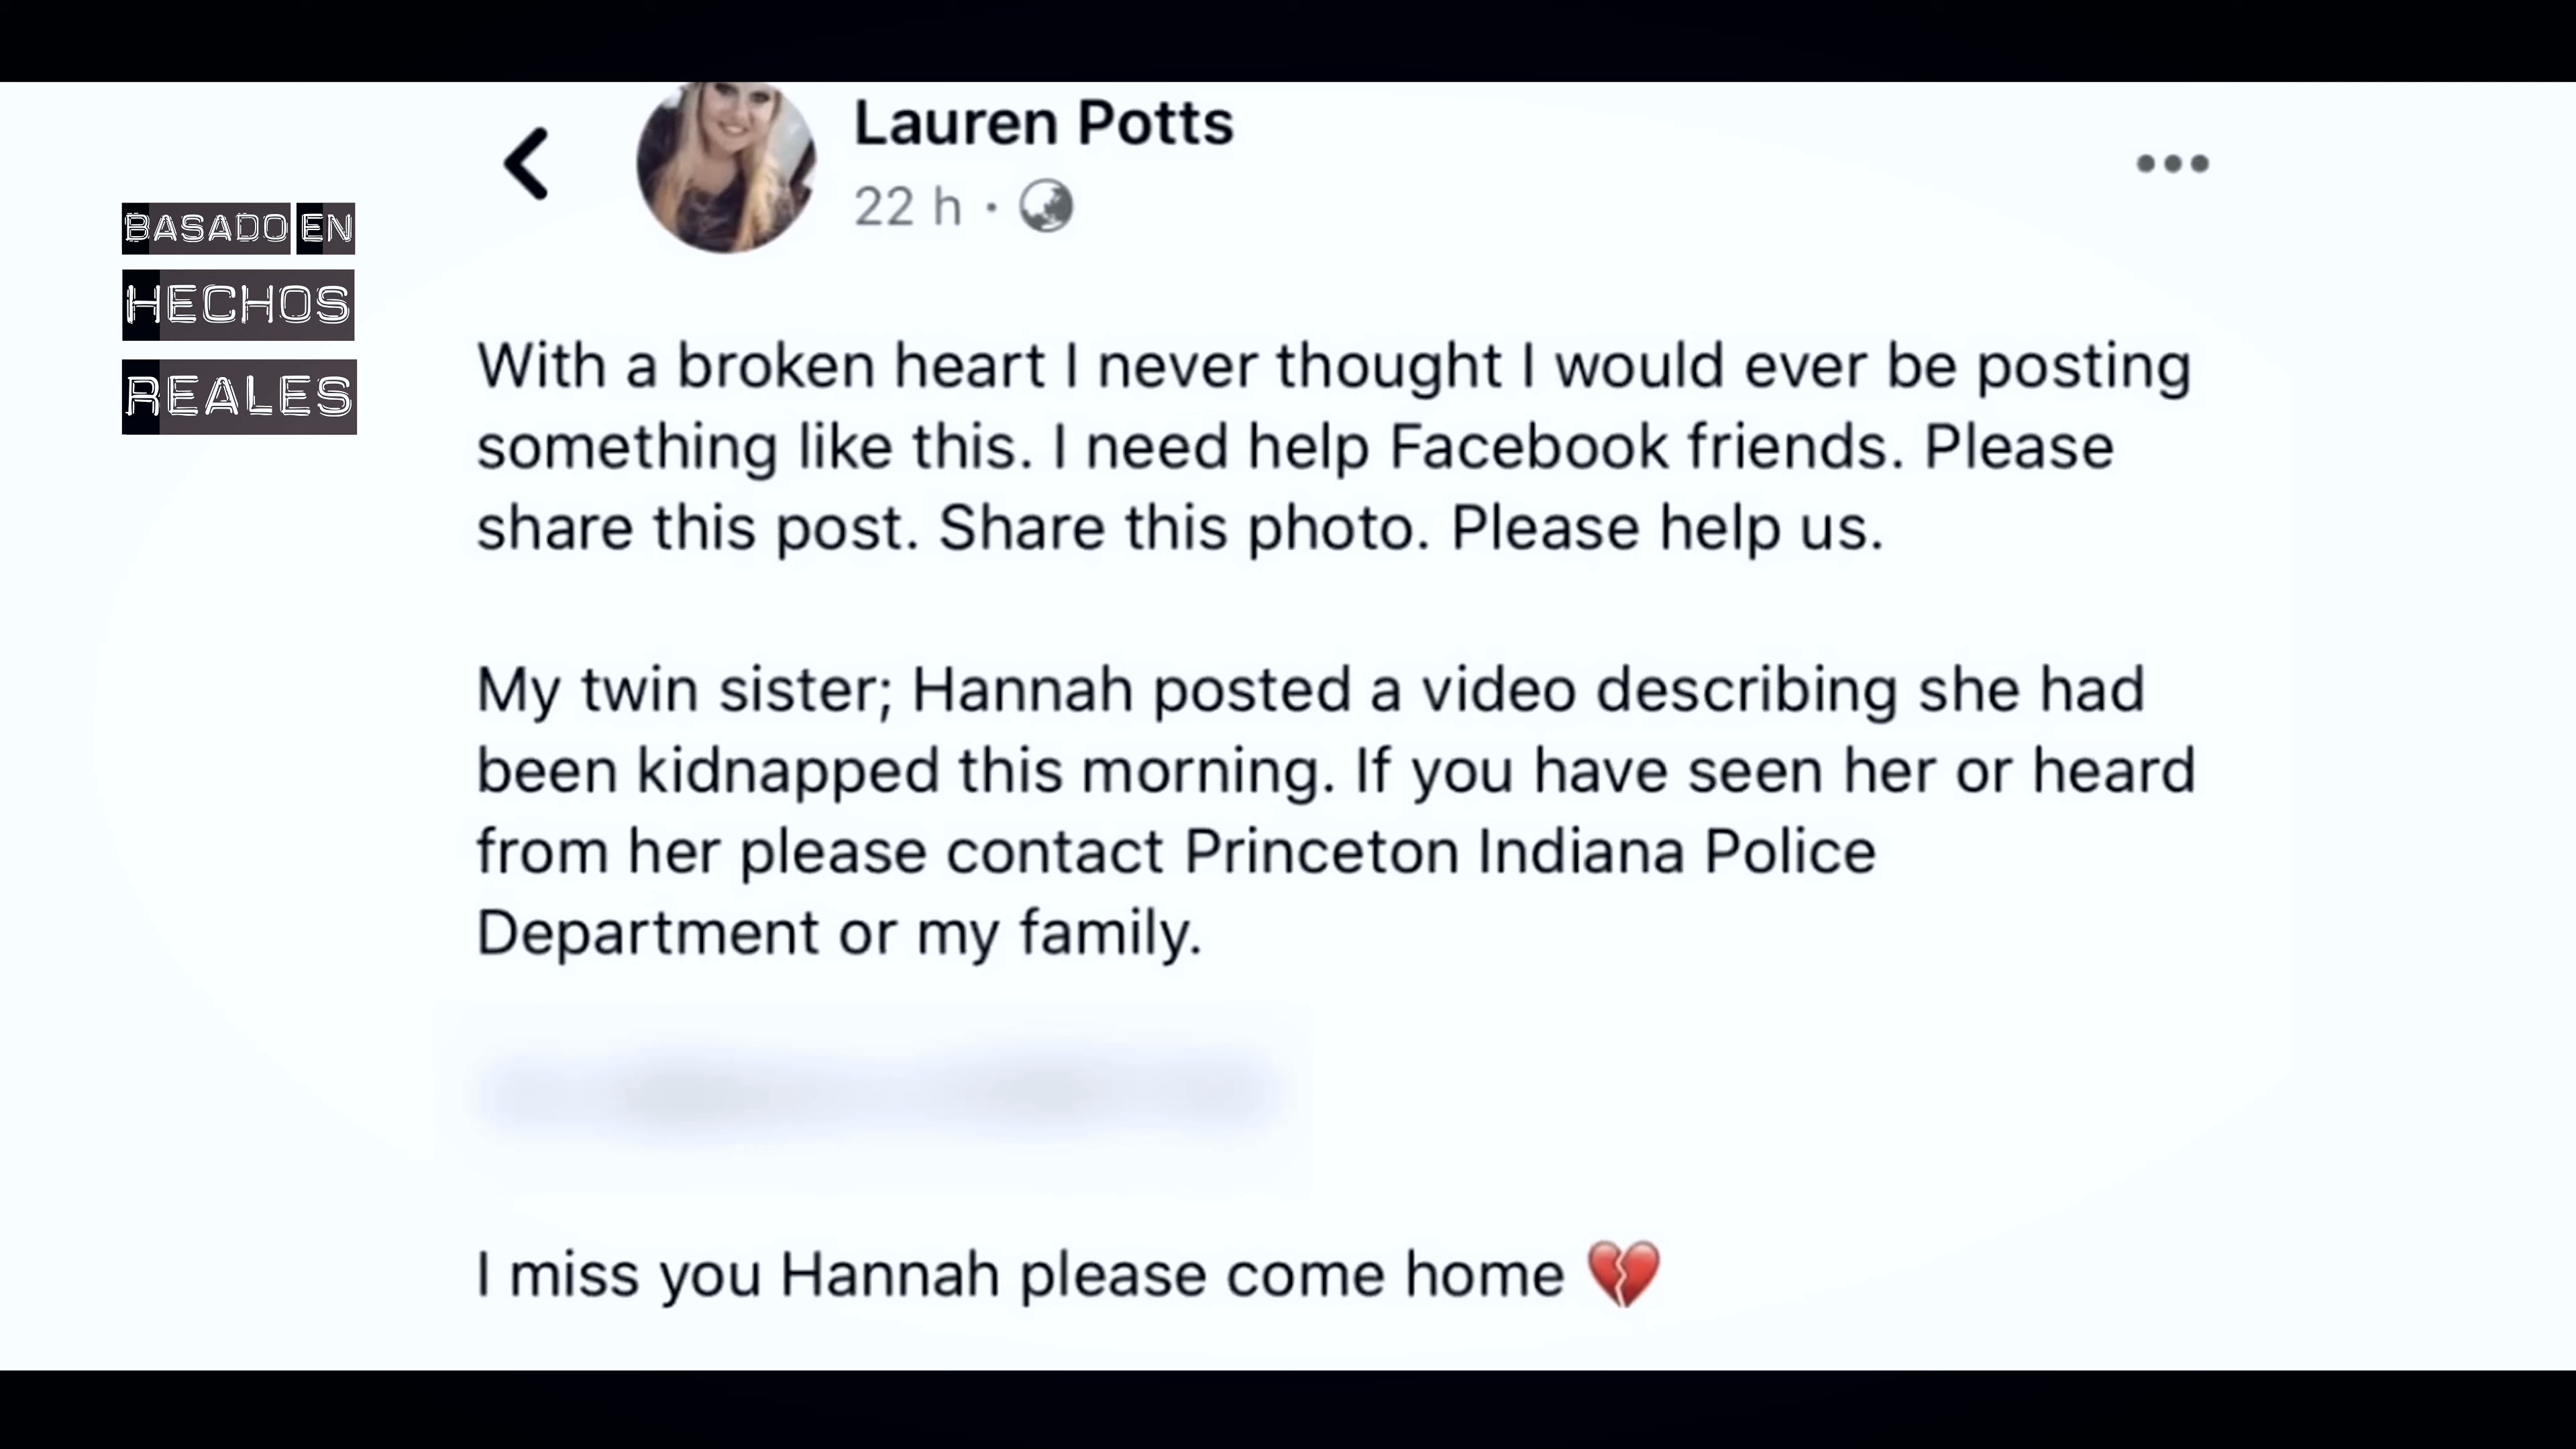 Lauren Potts
22 h
BASADO EN
HECHOS
REALES
With a broken heart I never thought I would ever be posting
something like this. I need help Facebook friends. Please
share this post. Share this photo. Please help us.
My twin sister; Hannah posted a video describing she had
been kidnapped this morning. If you have seen her or heard
from her please contact Princeton Indiana Police
Department or my family.
I miss you Hannah please come home 💔